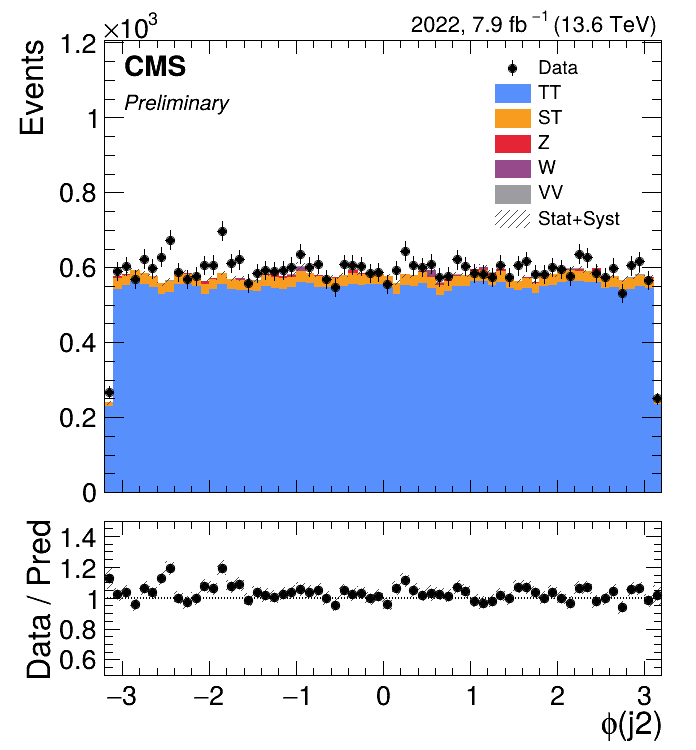 ×10³
2022, 7.9 fb⁻¹ (13.6 TeV)
1.2
Events
CMS
Preliminary
Data
TT
ST
Z
W
VV
Stat+Syst
1
0.8
0.6
0.4
0.2
0
Data / Pred
1.4
1.2
1
0.8
0.6
−3 −2 −1 0 1 2 3
ϕ(j2)